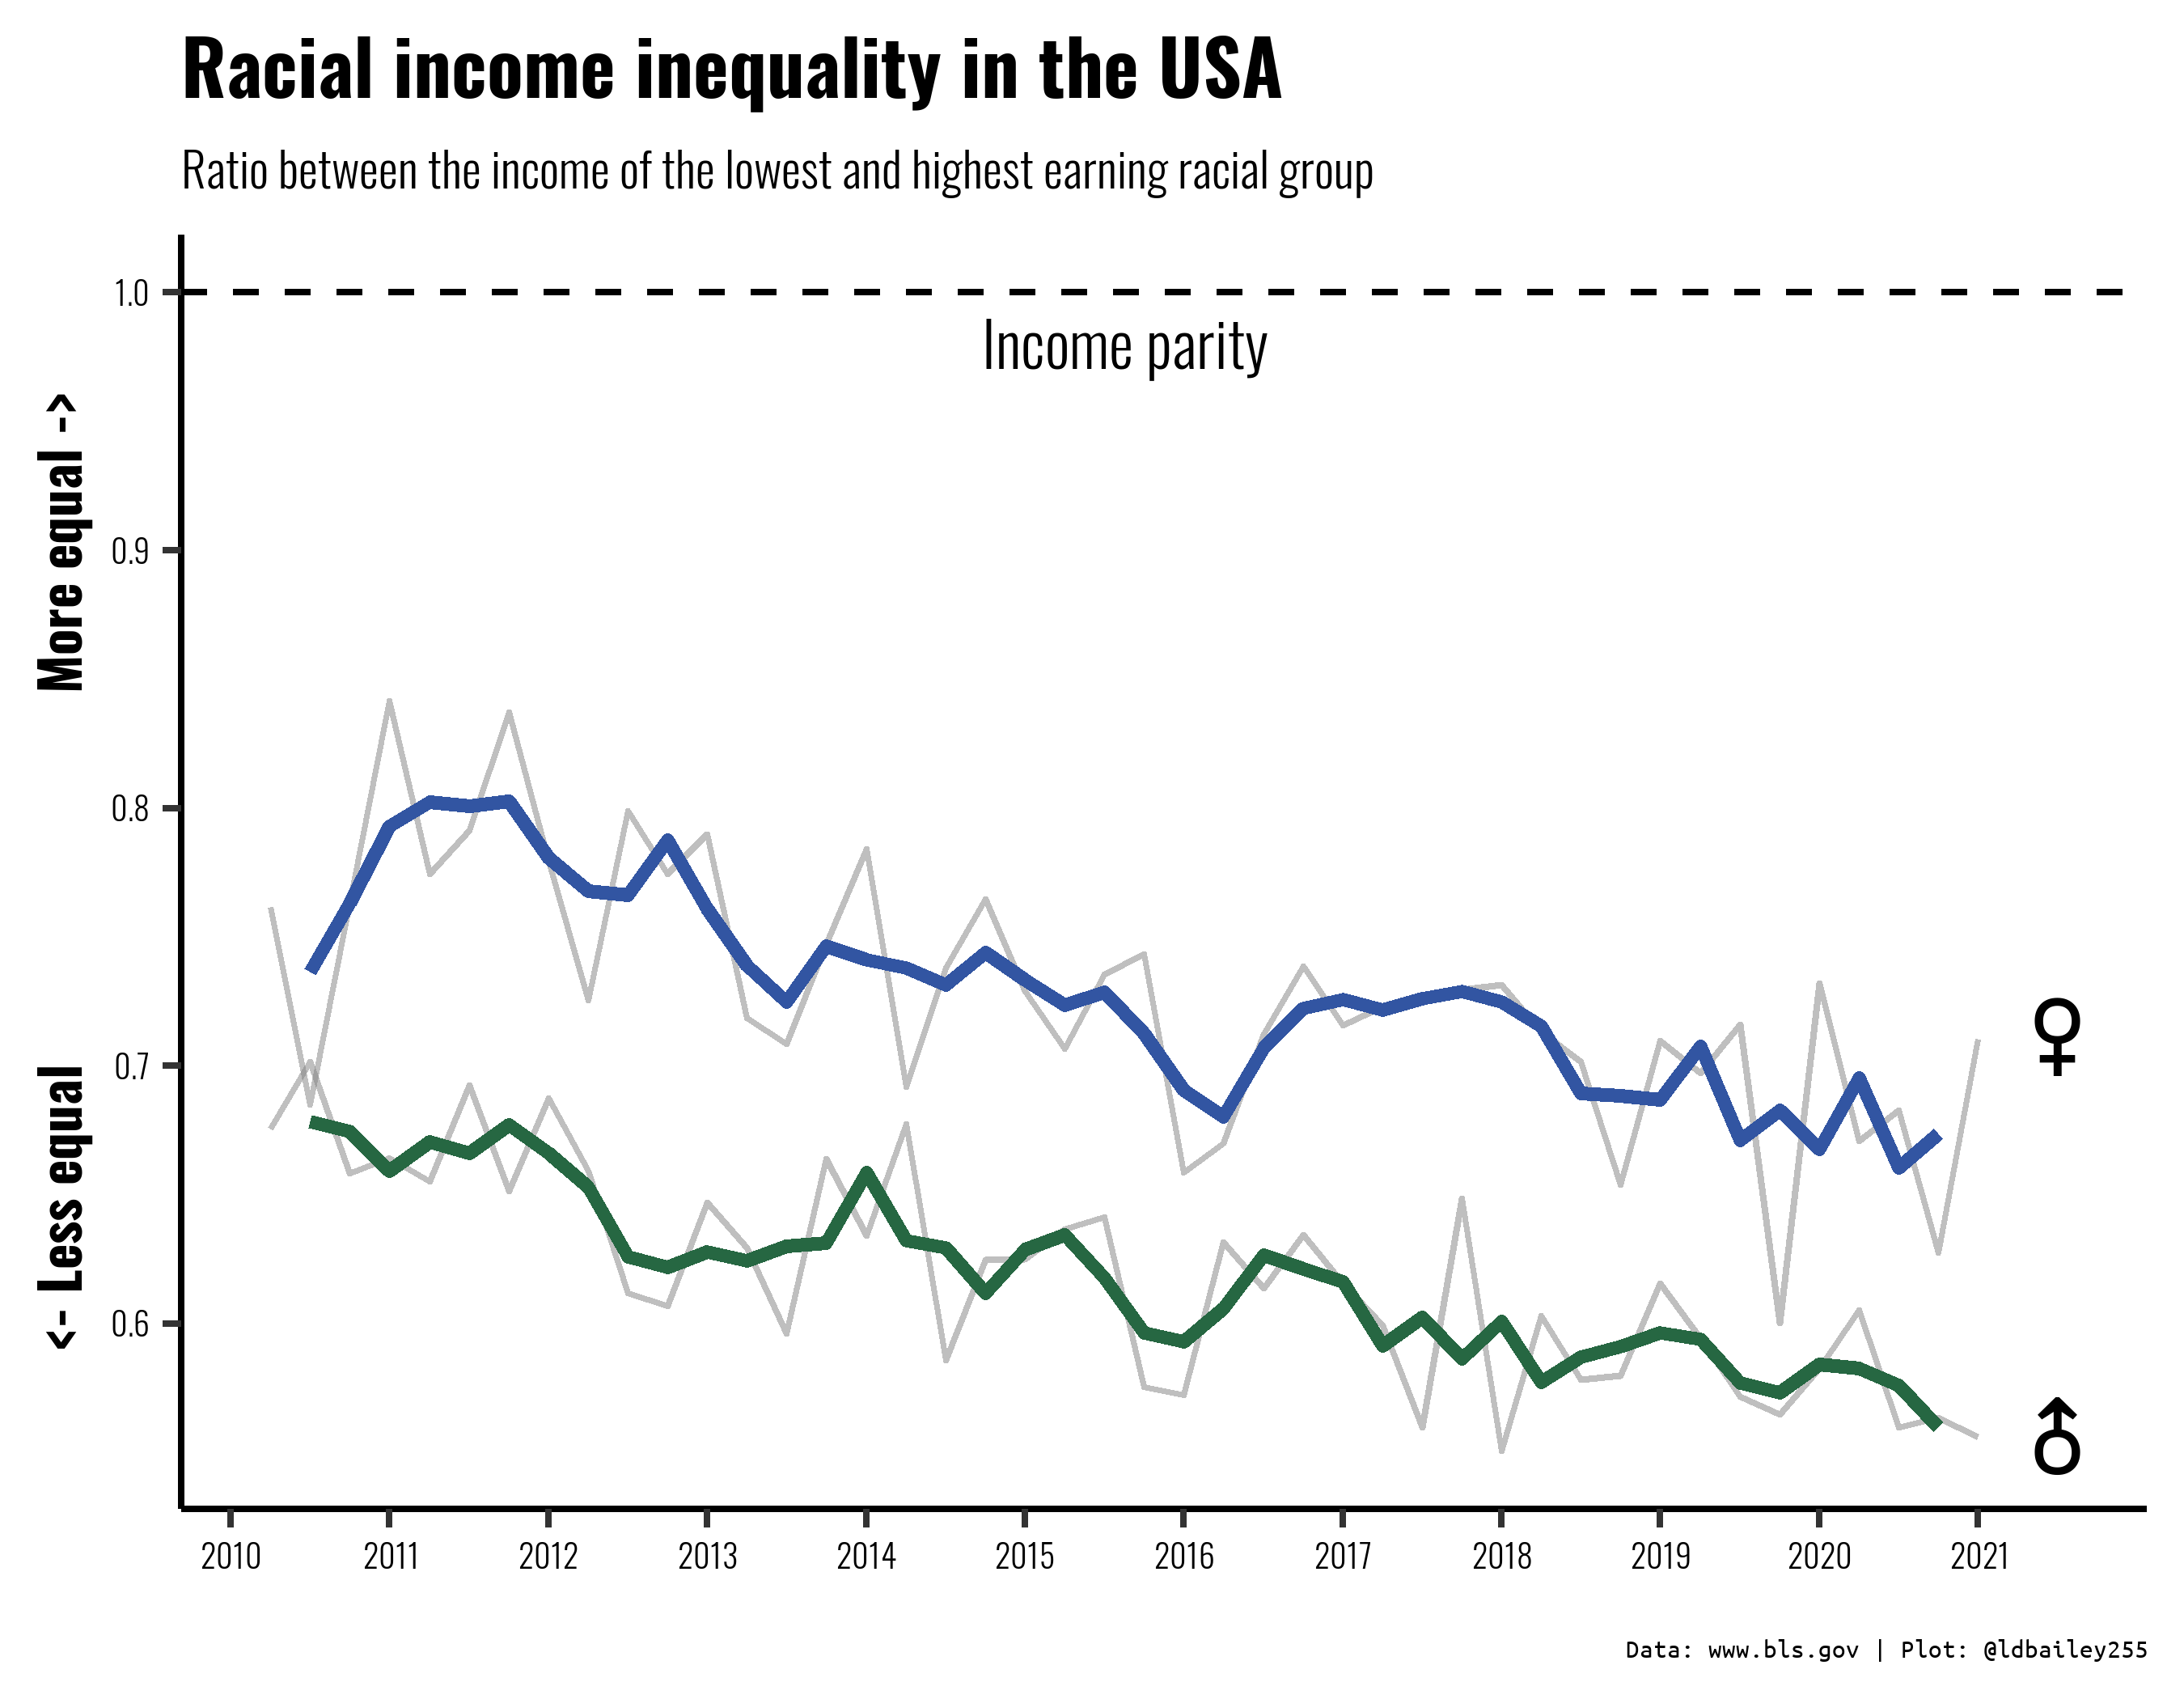 Racial income inequality in the USA
Ratio between the income of the lowest and highest earning racial group
1.0
Income parity
More equal ->
0.9
0.8
0.7
<- Less equal
0.6
♀
♂
2010 2011 2012 2013 2014 2015 2016 2017 2018 2019 2020 2021
Data: www.bls.gov | Plot: @ldbailey255